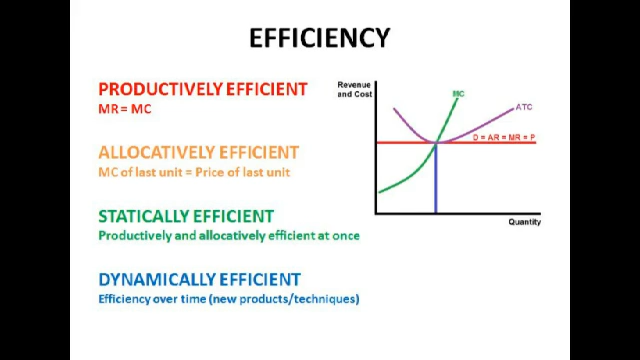 EFFICIENCY
PRODUCTIVELY EFFICIENT
MR = MC
ALLOCATIVELY EFFICIENT
MC of last unit = Price of last unit
STATICALLY EFFICIENT
Productively and allocatively efficient at once
DYNAMICALLY EFFICIENT
Efficiency over time (new products/techniques)
Revenue
and Cost
MC
ATC
D = AR = MR = P
Quantity